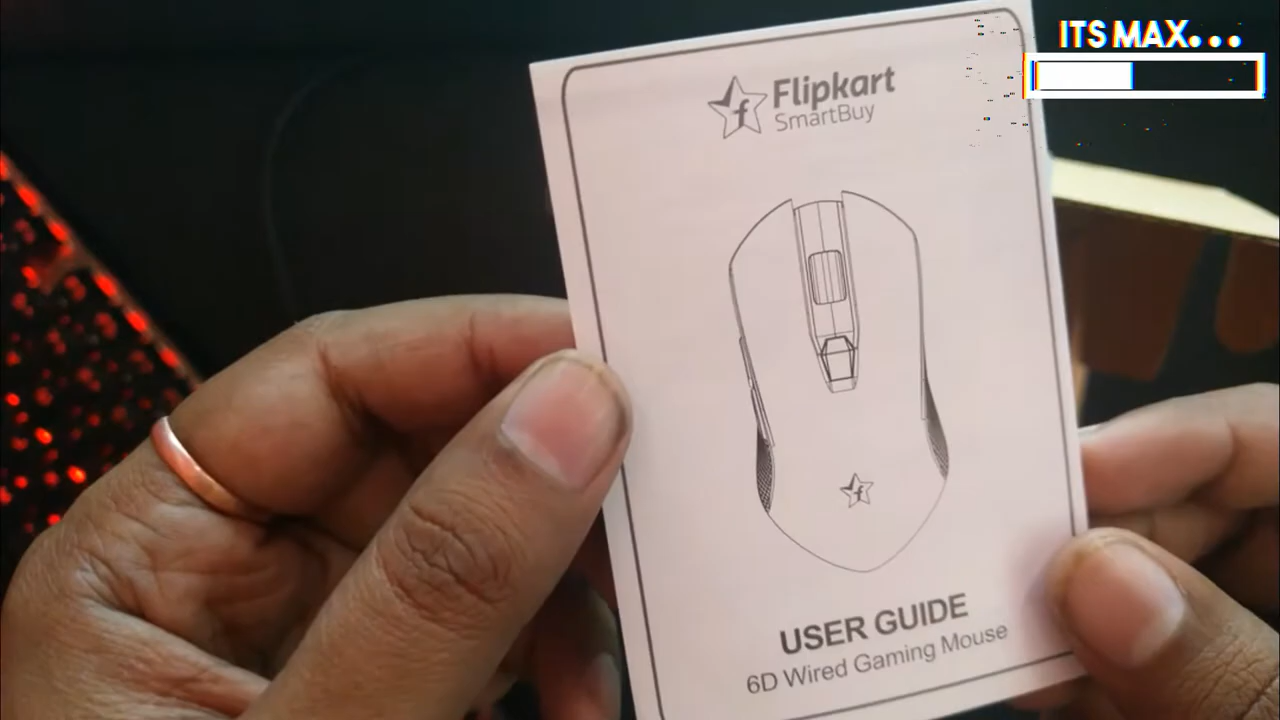 ITS MAX...
Flipkart
SmartBuy
USER GUIDE
6D Wired Gaming Mouse